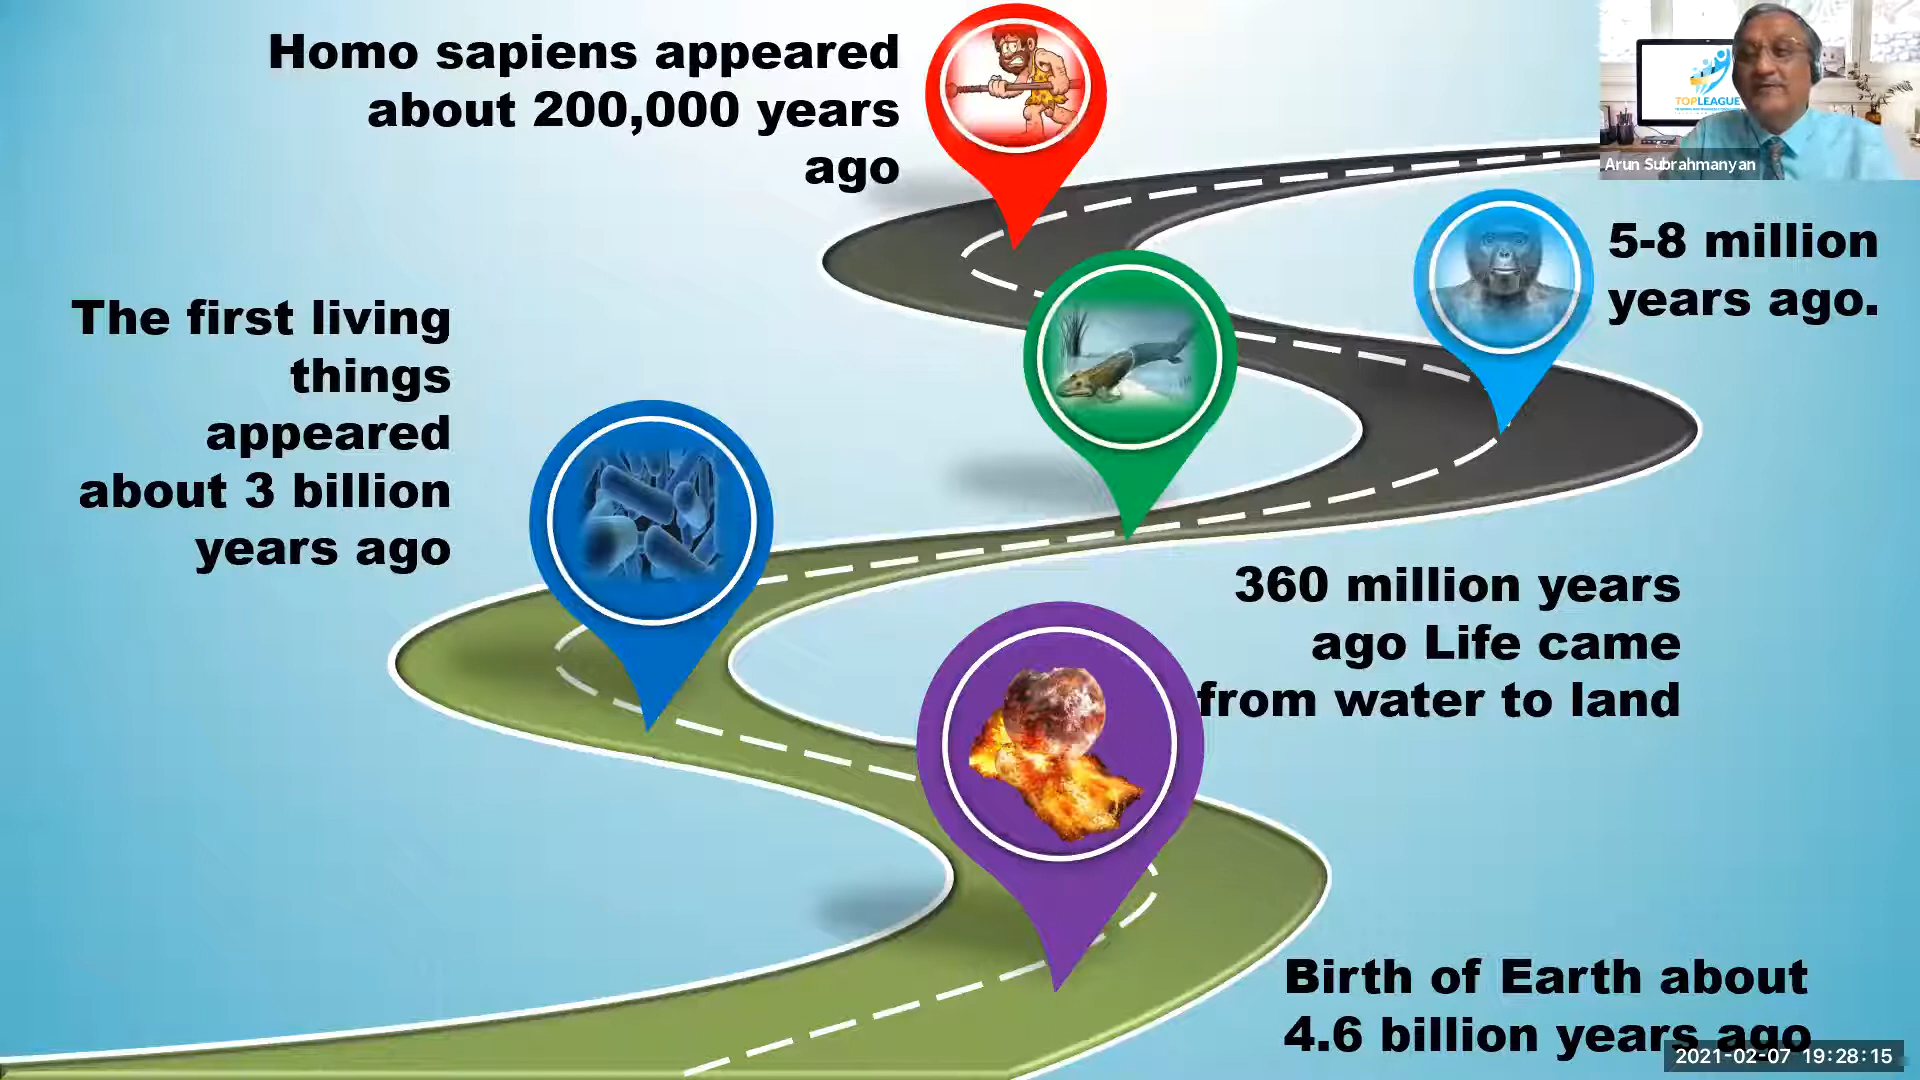 Homo sapiens appeared
about 200,000 years
ago
TOPLEAGUE
Arun Subrahmanyan
5-8 million
years ago.
The first living
things
appeared
about 3 billion
years ago
360 million years
ago Life came
from water to land
Birth of Earth about
4.6 billion years ago
2021-02-07 19:28:15